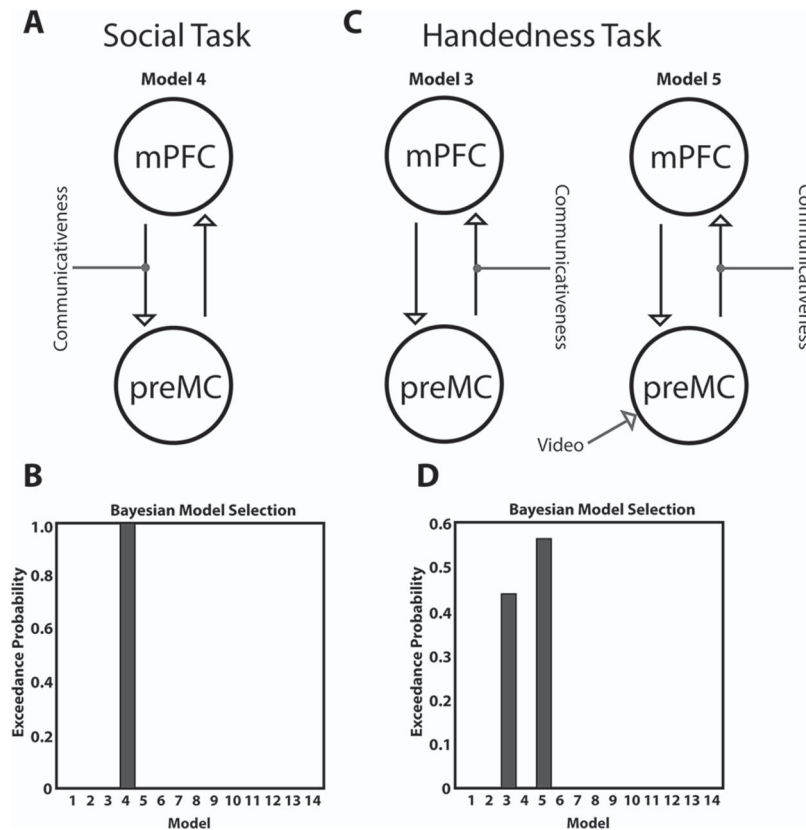 A
Social Task
Model 4
mPFC
Communicativeness
preMC
C
Handedness Task
Model 3
mPFC
Communicativeness
preMC
Model 5
mPFC
Communicativeness
preMC
Video
B
Bayesian Model Selection
Exceedance Probability
1.0
0.8
0.6
0.4
0.2
0
1 2 3 4 5 6 7 8 9 10 11 12 13 14
Model
D
Bayesian Model Selection
Exceedance Probability
0.6
0.5
0.4
0.3
0.2
0.1
0
1 2 3 4 5 6 7 8 9 10 11 12 13 14
Model